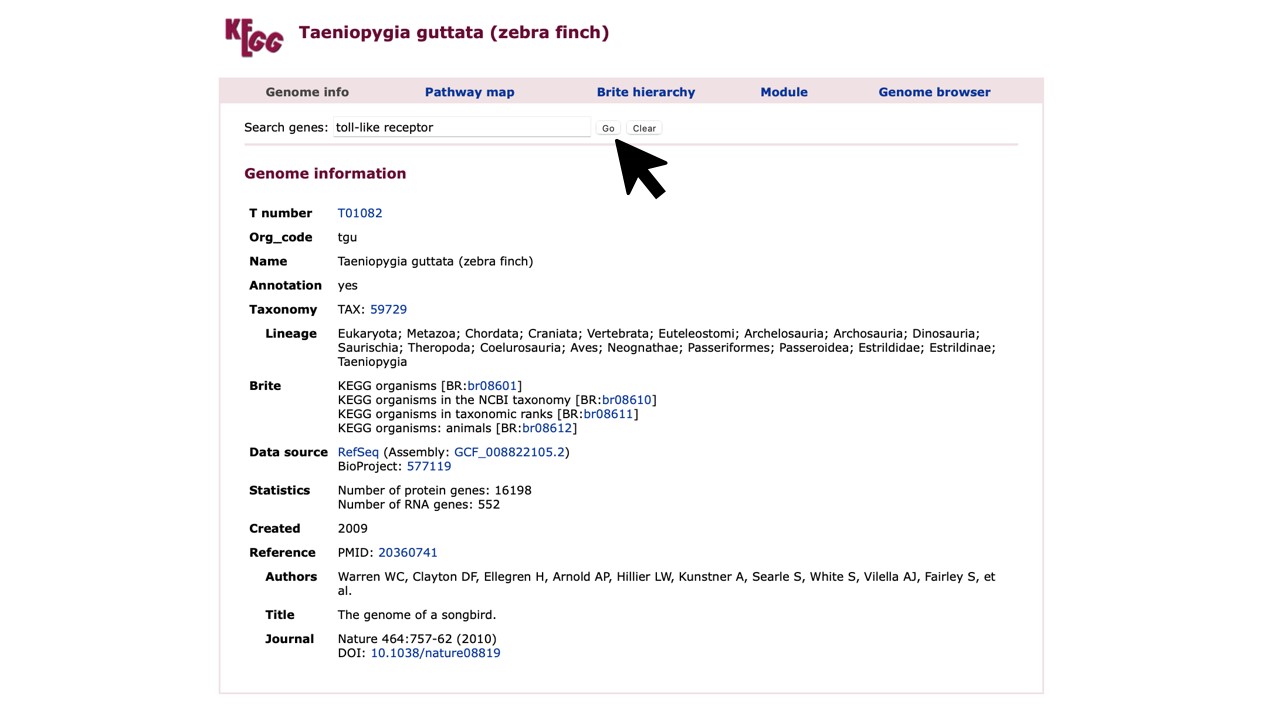 KEGG
Taeniopygia guttata (zebra finch)
Genome info Pathway map Brite hierarchy Module Genome browser
Search genes: toll-like receptor Go Clear
Genome information
T number T01082
Org_code tgu
Name Taeniopygia guttata (zebra finch)
Annotation yes
Taxonomy TAX: 59729
Lineage Eukaryota; Metazoa; Chordata; Craniata; Vertebrata; Euteleostomi; Archelosauria; Archosauria; Dinosauria;
Saurischia; Theropoda; Coelurosauria; Aves; Neognathae; Passeriformes; Passeroidea; Estrildidae; Estrildinae;
Taeniopygia
Brite KEGG organisms [BR:br08601]
KEGG organisms in the NCBI taxonomy [BR:br08610]
KEGG organisms in taxonomic ranks [BR:br08611]
KEGG organisms: animals [BR:br08612]
Data source RefSeq (Assembly: GCF_008822105.2)
BioProject: 577119
Statistics Number of protein genes: 16198
Number of RNA genes: 552
Created 2009
Reference PMID: 20360741
Authors Warren WC, Clayton DF, Ellegren H, Arnold AP, Hillier LW, Kunstner A, Searle S, White S, Vilella AJ, Fairley S, et
al.
Title The genome of a songbird.
Journal Nature 464:757-62 (2010)
DOI: 10.1038/nature08819